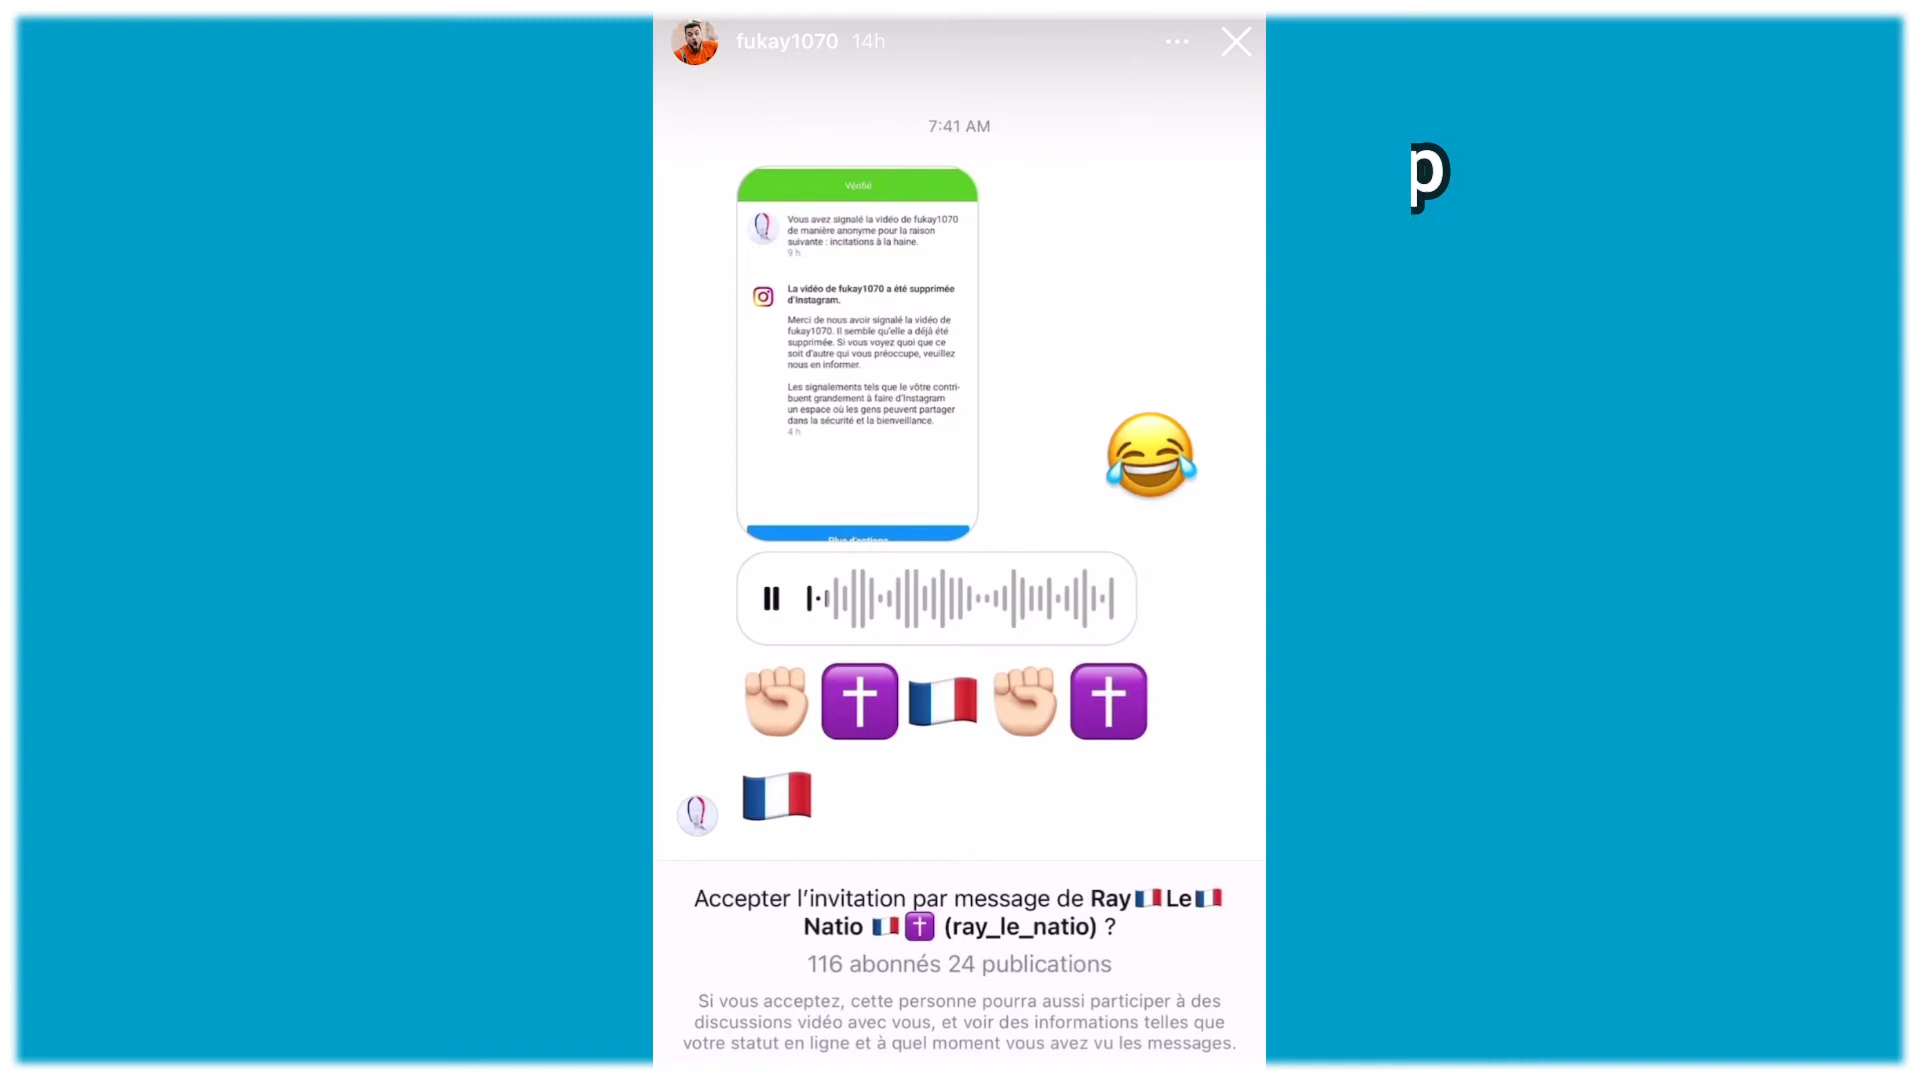 fukay1070 14h
7:41 AM
Vérifié
Vous avez signalé la vidéo de fukay1070
de manière anonyme pour la raison
suivante : incitations à la haine.
9 h
La vidéo de fukay1070 a été supprimée
d'Instagram.
Merci de nous avoir signalé la vidéo de
fukay1070. Il semble qu'elle a déjà été
supprimée. Si vous voyez quoi que ce
soit d'autre qui vous préoccupe, veuillez
nous en informer.
Les signalements tels que le vôtre contri-
buent grandement à faire d'Instagram
un espace où les gens peuvent partager
dans la sécurité et la bienveillance.
4 h
Plus d'options
Accepter l'invitation par message de Ray🇫🇷Le🇫🇷
Natio 🇫🇷✝️ (ray_le_natio) ?
116 abonnés 24 publications
Si vous acceptez, cette personne pourra aussi participer à des
discussions vidéo avec vous, et voir des informations telles que
votre statut en ligne et à quel moment vous avez vu les messages.
p